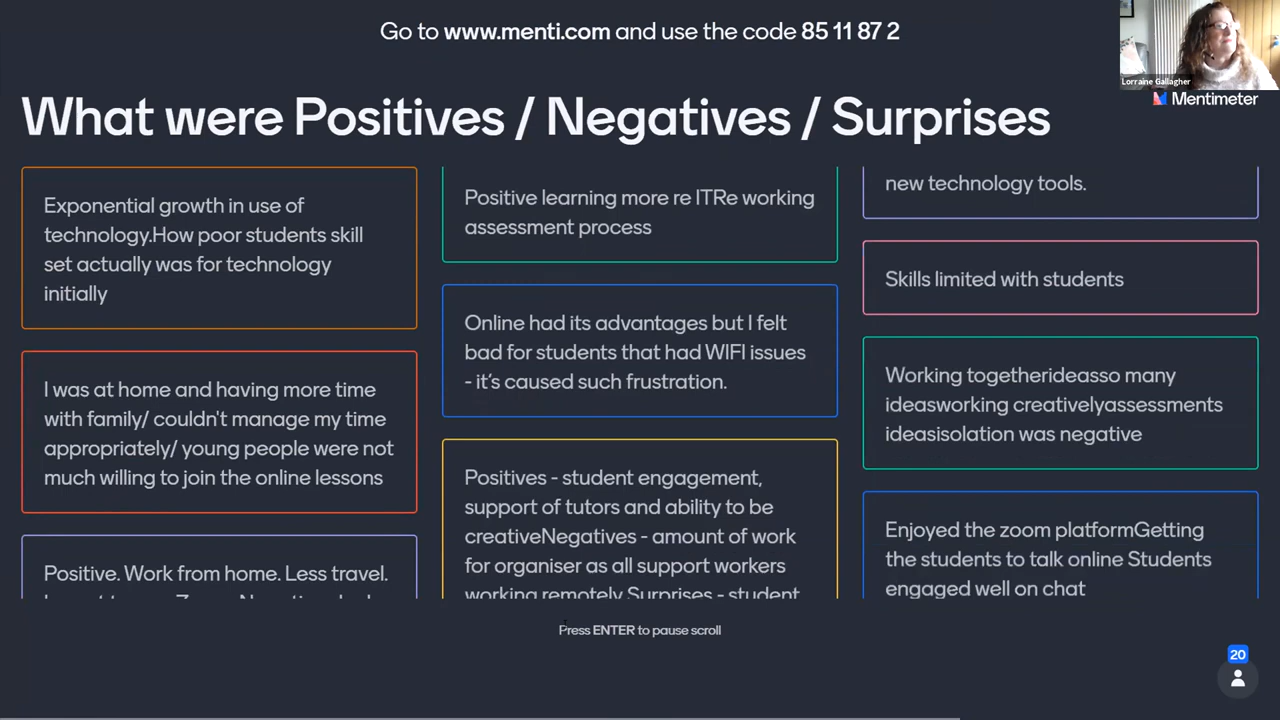 Go to www.menti.com and use the code 85 11 87 2
Lorraine Gallagher
Mentimeter
What were Positives / Negatives / Surprises
Exponential growth in use of
technology.How poor students skill
set actually was for technology
initially
I was at home and having more time
with family/ couldn't manage my time
appropriately/ young people were not
much willing to join the online lessons
Positive. Work from home. Less travel.
Positive learning more re ITRe working
assessment process
Online had its advantages but I felt
bad for students that had WIFI issues
- it's caused such frustration.
Positives - student engagement,
support of tutors and ability to be
creativeNegatives - amount of work
for organiser as all support workers
working remotely Surprises - student
new technology tools.
Skills limited with students
Working togetherideasso many
ideasworking creativelyassessments
ideasisolation was negative
Enjoyed the zoom platformGetting
the students to talk online Students
engaged well on chat
Press ENTER to pause scroll
20